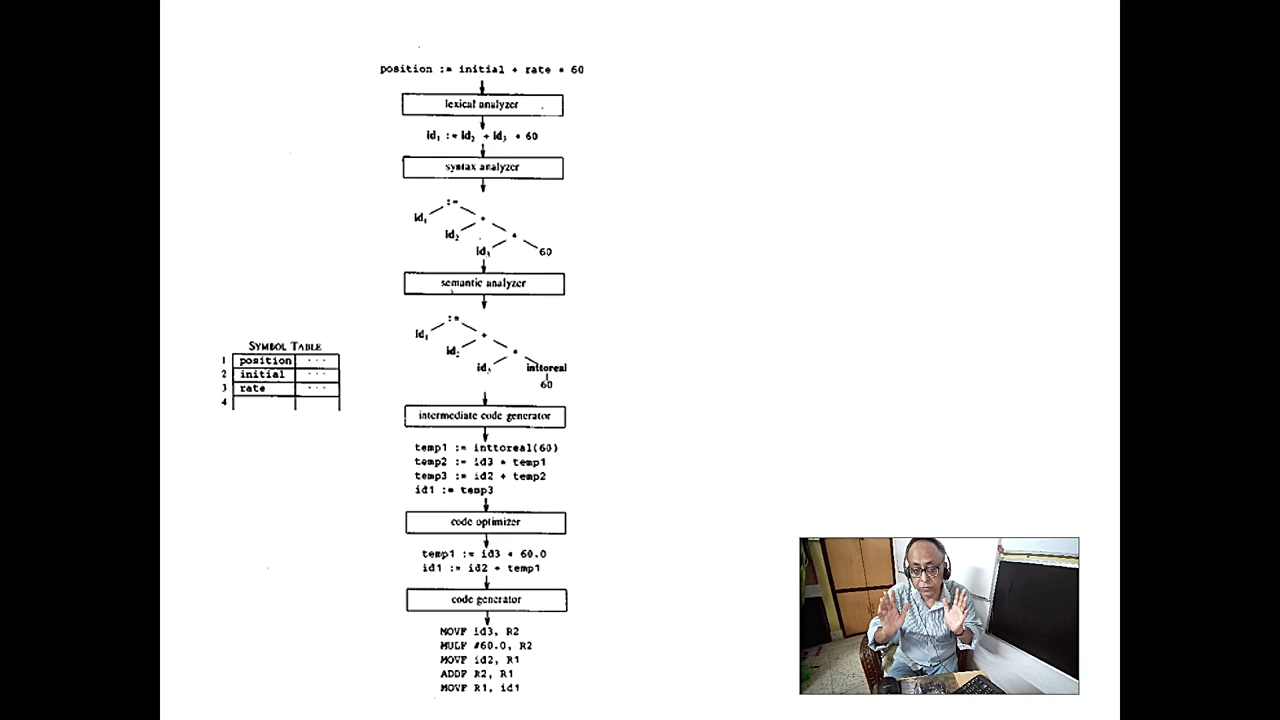 position := initial + rate * 60
lexical analyzer
id₁ := id₂ + id₃ * 60
syntax analyzer
:=
id₁ +
id₂ *
id₃ 60
semantic analyzer
:=
id₁ +
id₂ *
id₃ inttoreal
60
SYMBOL TABLE
1 position ...
2 initial ...
3 rate ...
4
intermediate code generator
temp1 := inttoreal(60)
temp2 := id3 * temp1
temp3 := id2 + temp2
id1 := temp3
code optimizer
temp1 := id3 * 60.0
id1 := id2 + temp1
code generator
MOVF id3, R2
MULF #60.0, R2
MOVF id2, R1
ADDF R2, R1
MOVF R1, id1